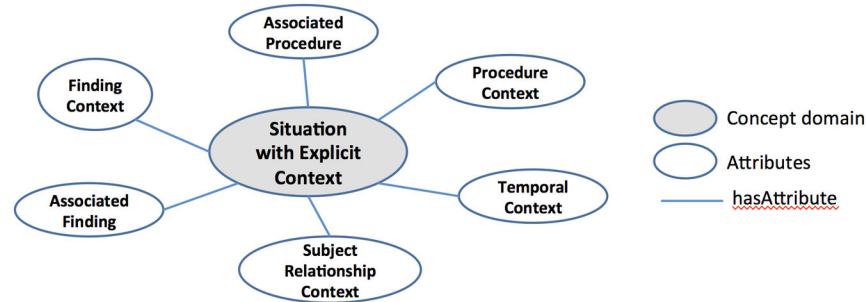 Associated
Procedure
Finding
Context
Procedure
Context
Situation
with Explicit
Context
Associated
Finding
Temporal
Context
Subject
Relationship
Context
Concept domain
Attributes
hasAttribute